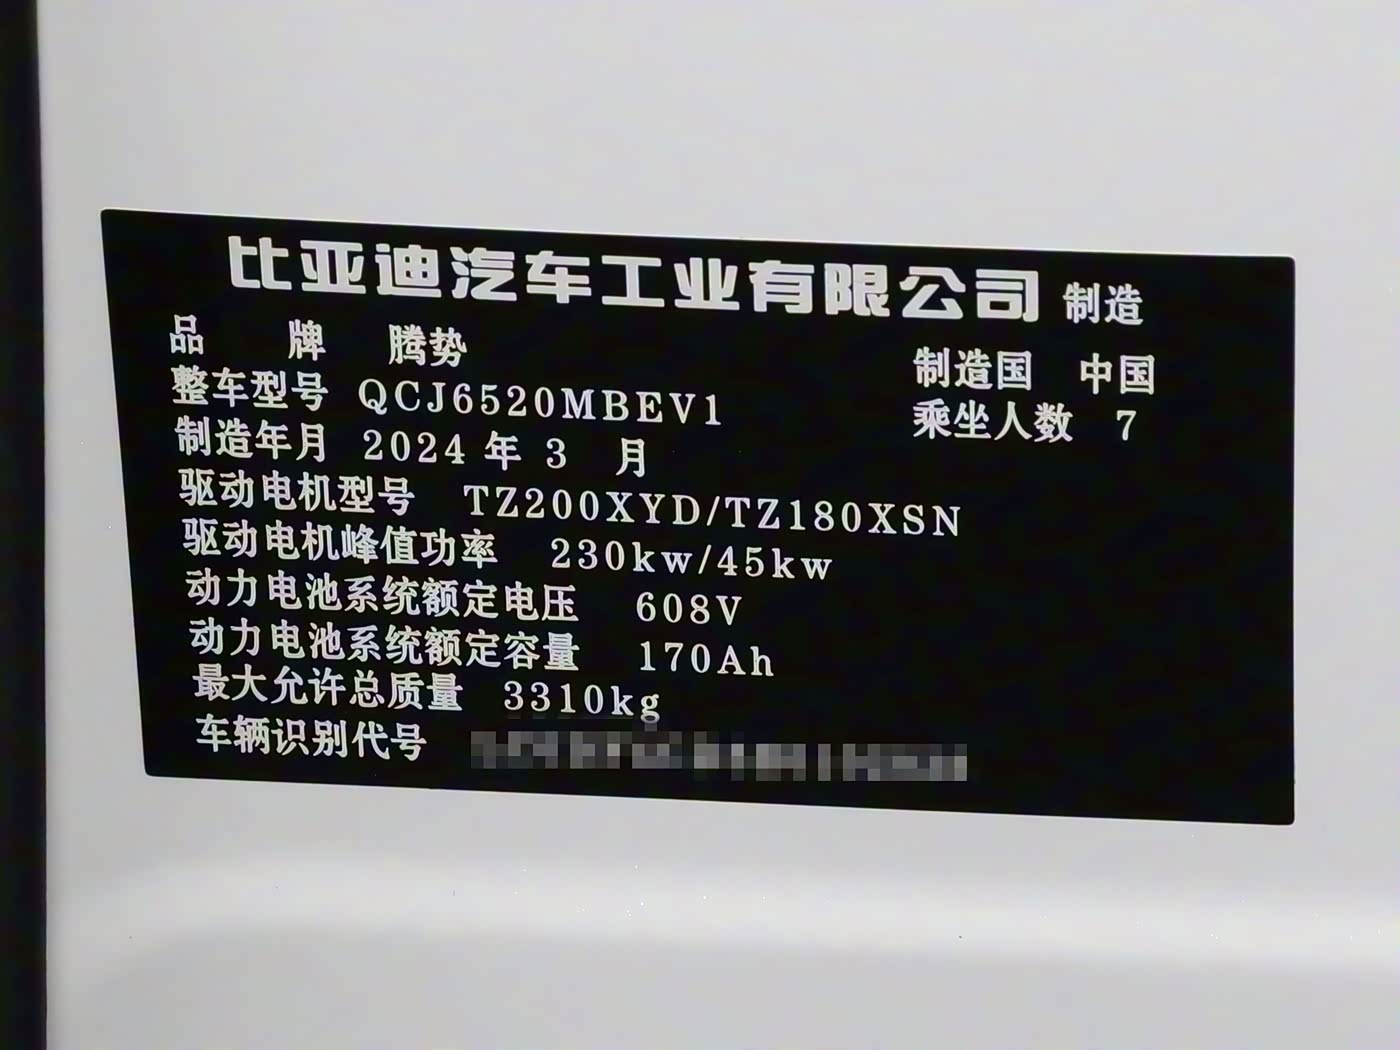 比亚迪汽车工业有限公司 制造
品 牌 腾势
制造国 中国
整车型号 QCJ6520MBEV1
乘坐人数 7
制造年月 2024 年 3 月
驱动电机型号 TZ200XYD/TZ180XSN
驱动电机峰值功率 230kw/45kw
动力电池系统额定电压 608V
动力电池系统额定容量 170Ah
最大允许总质量 3310kg
车辆识别代号